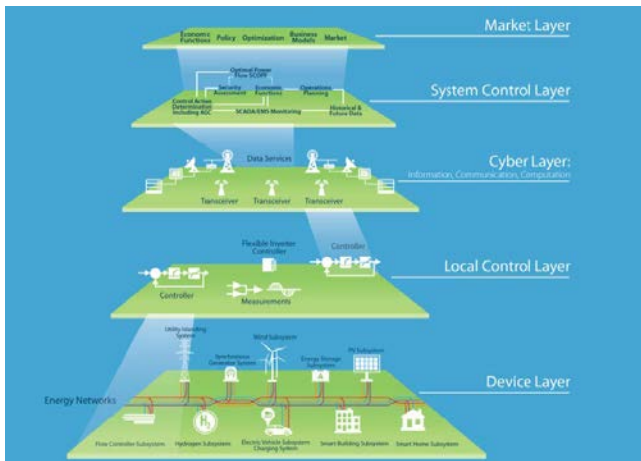 Market Layer
Economic
Functions
Policy
Optimization
Business
Models
Market
System Control Layer
Optimal Power
Flow SCOPF
Security
Assessment
Economic
Functions
Operations
Planning
Control Action
Determination
Including AGC
SCADA/EMS Monitoring
Historical &
Future Data
Cyber Layer:
Information, Communication, Computation
Data Services
Transceiver
Transceiver
Transceiver
Local Control Layer
Flexible Inverter
Controller
Controller
Controller
Measurements
Device Layer
Utility Islanding
System
Synchronous
Generator System
Wind Subsystem
Energy Storage
Subsystem
PV Subsystem
Energy Networks
Flow Controller Subsystem
H2
Hydrogen Subsystem
Electric Vehicle Subsystem
Charging System
Smart Building Subsystem
Smart Home Subsystem